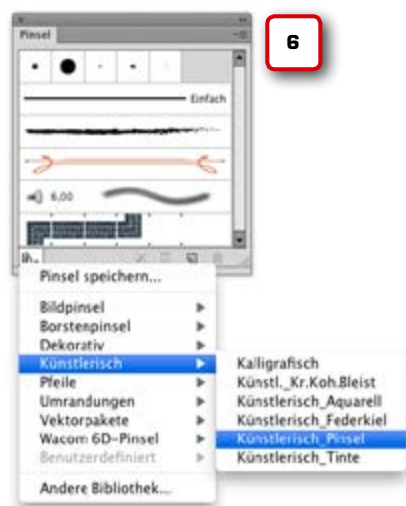 Pinsel
6
Einfach
6,00
Pinsel speichern...
Bildpinsel
Borstenpinsel
Dekorativ
Künstlerisch
Pfeile
Umrandungen
Vektorpakete
Wacom 6D-Pinsel
Benutzerdefiniert
Andere Bibliothek...
Kalligrafisch
Künstl._Kr.Koh.Bleist
Künstlerisch_Aquarell
Künstlerisch_Federkiel
Künstlerisch_Pinsel
Künstlerisch_Tinte